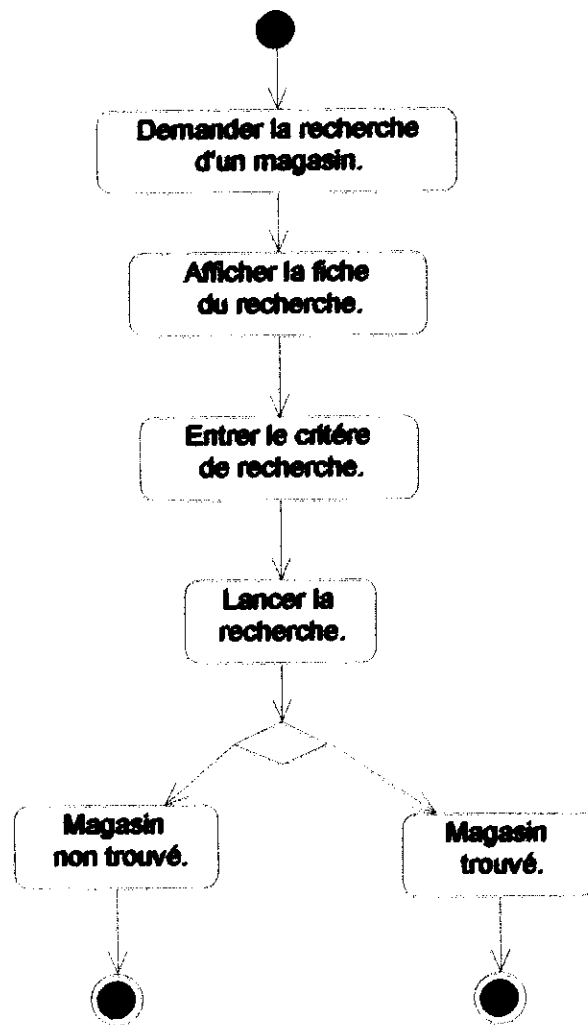 Demander la recherche
d'un magasin.
Afficher la fiche
du recherche.
Entrer le critére
de recherche.
Lancer la
recherche.
Magasin
non trouvé.
Magasin
trouvé.